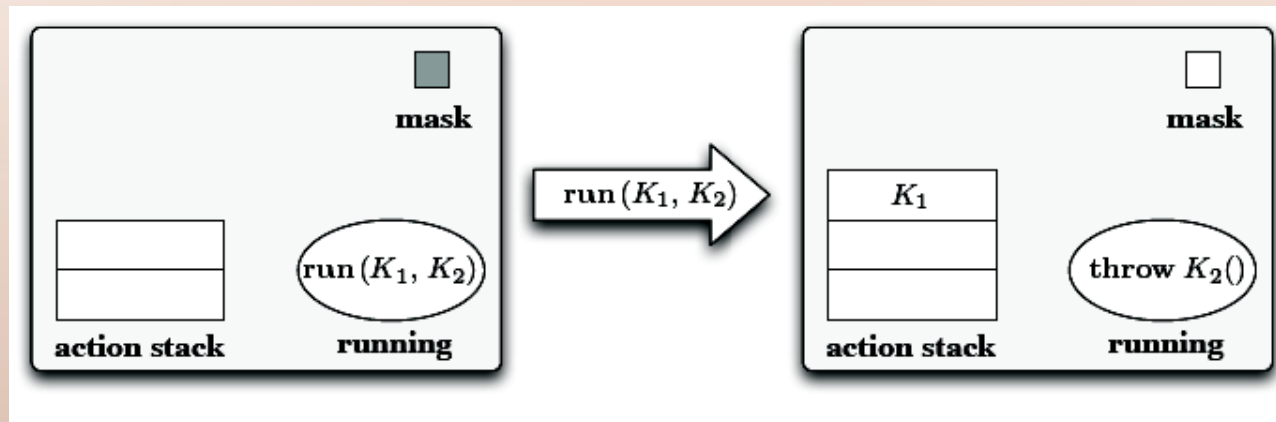 mask
run (K₁, K₂)
action stack
running
run (K₁, K₂)
mask
K₁
throw K₂()
action stack
running